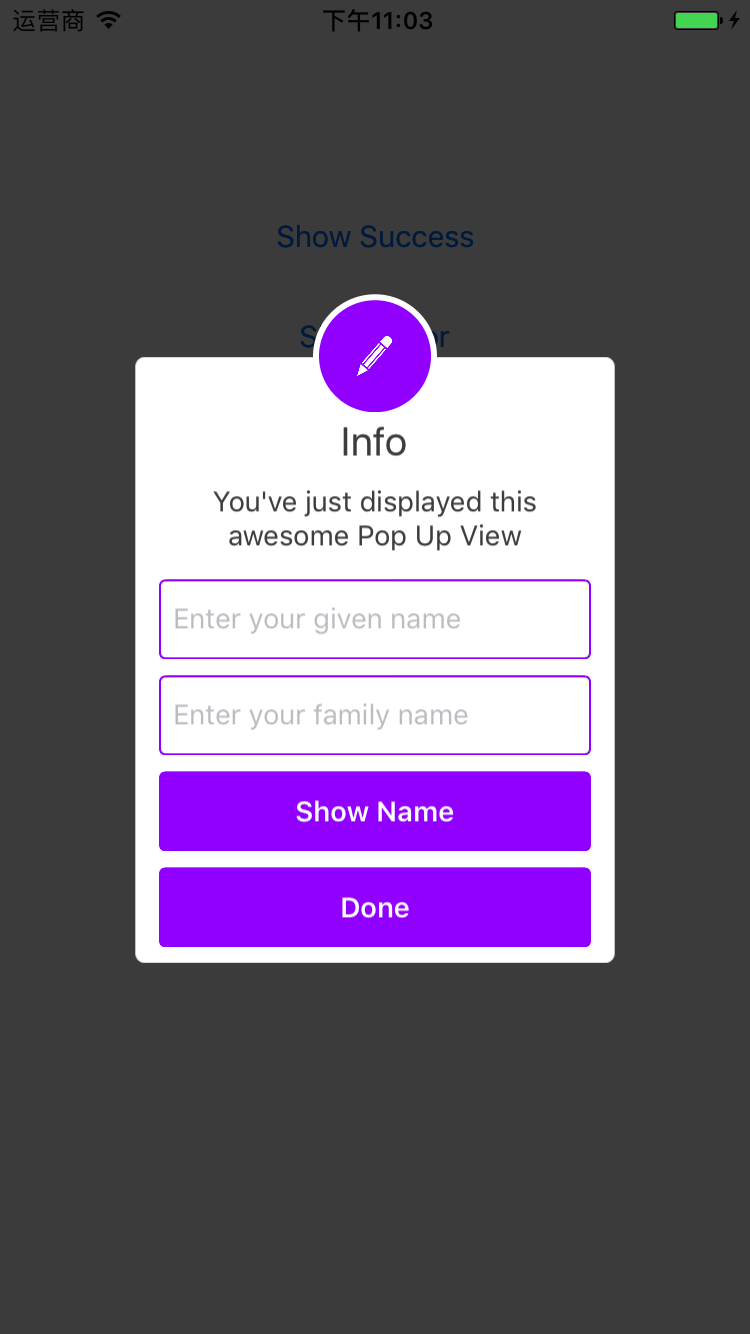 运营商 下午11:03
Show Success
Info
You've just displayed this
awesome Pop Up View
Enter your given name
Enter your family name
Show Name
Done